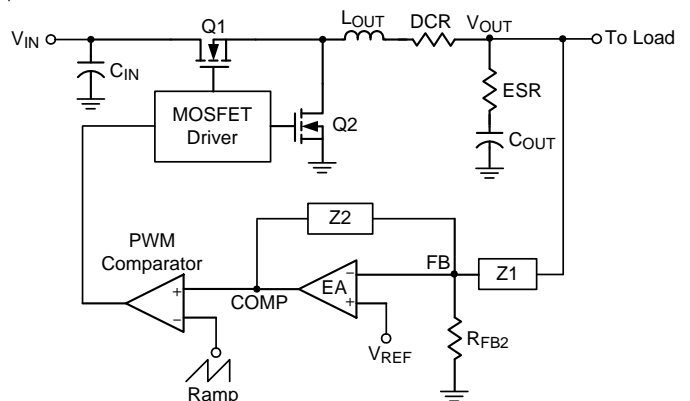 Q1
L_OUT
DCR
V_OUT
V_IN
To Load
C_IN
ESR
MOSFET
Driver
Q2
C_OUT
Z2
PWM
Comparator
FB
Z1
+
−
COMP
EA
−
+
V_REF
R_FB2
Ramp